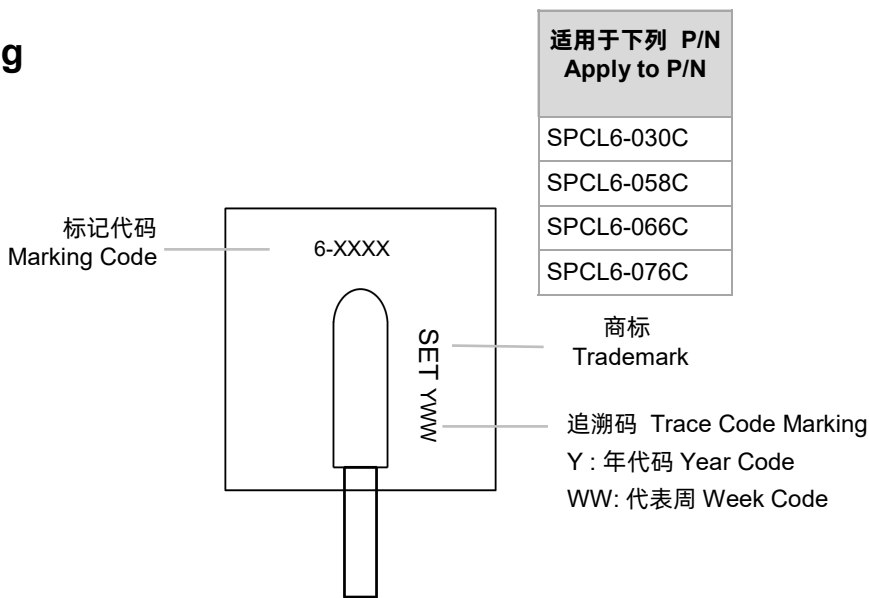 g
适用于下列 P/N
Apply to P/N
SPCL6-030C
SPCL6-058C
SPCL6-066C
SPCL6-076C
标记代码
Marking Code
6-XXXX
SET YWW
商标
Trademark
追溯码 Trace Code Marking
Y : 年代码 Year Code
WW: 代表周 Week Code